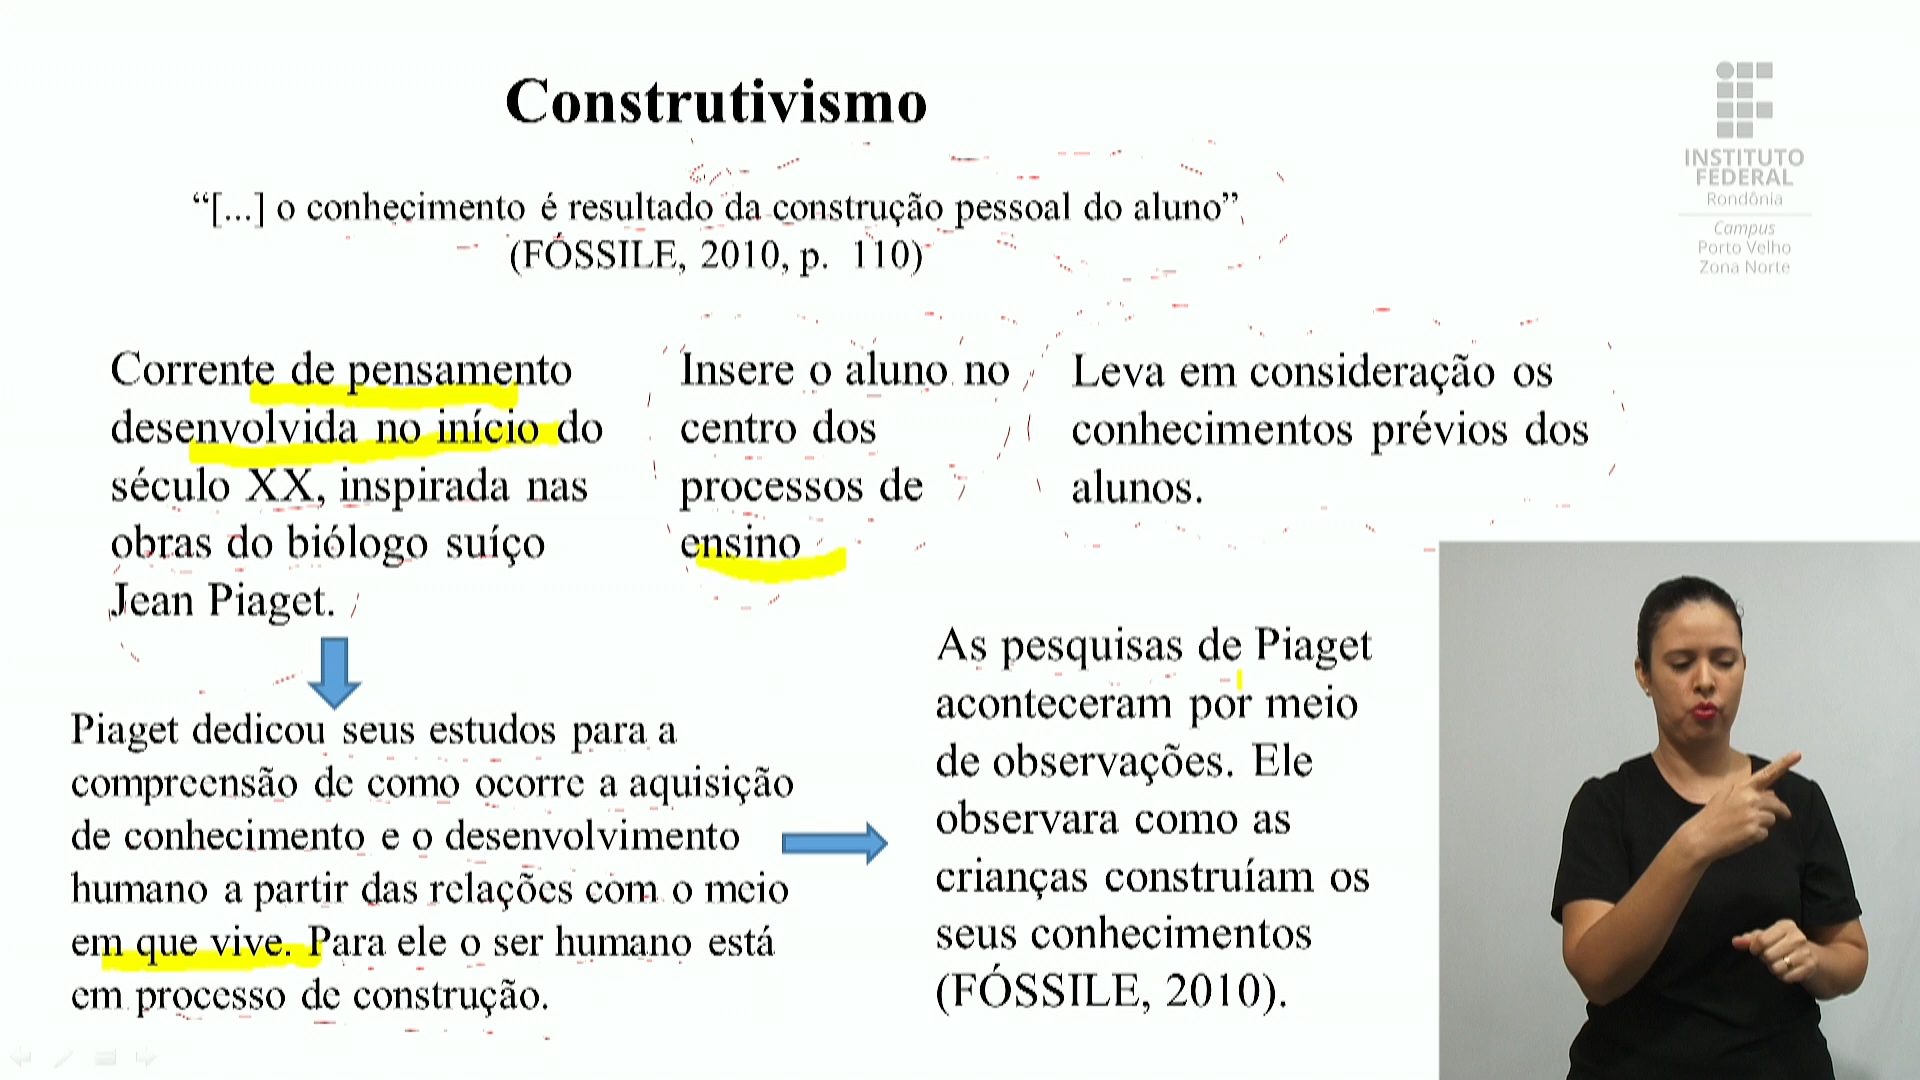 Construtivismo
“[...] o conhecimento é resultado da construção pessoal do aluno”
(FÓSSILE, 2010, p. 110)
Corrente de pensamento
desenvolvida no início do
século XX, inspirada nas
obras do biólogo suíço
Jean Piaget.
Insere o aluno no
centro dos
processos de
ensino
Leva em consideração os
conhecimentos prévios dos
alunos.
Piaget dedicou seus estudos para a
compreensão de como ocorre a aquisição
de conhecimento e o desenvolvimento
humano a partir das relações com o meio
em que vive. Para ele o ser humano está
em processo de construção.
As pesquisas de Piaget
aconteceram por meio
de observações. Ele
observara como as
crianças construíam os
seus conhecimentos
(FÓSSILE, 2010).
INSTITUTO
FEDERAL
Rondônia
Campus
Porto Velho
Zona Norte